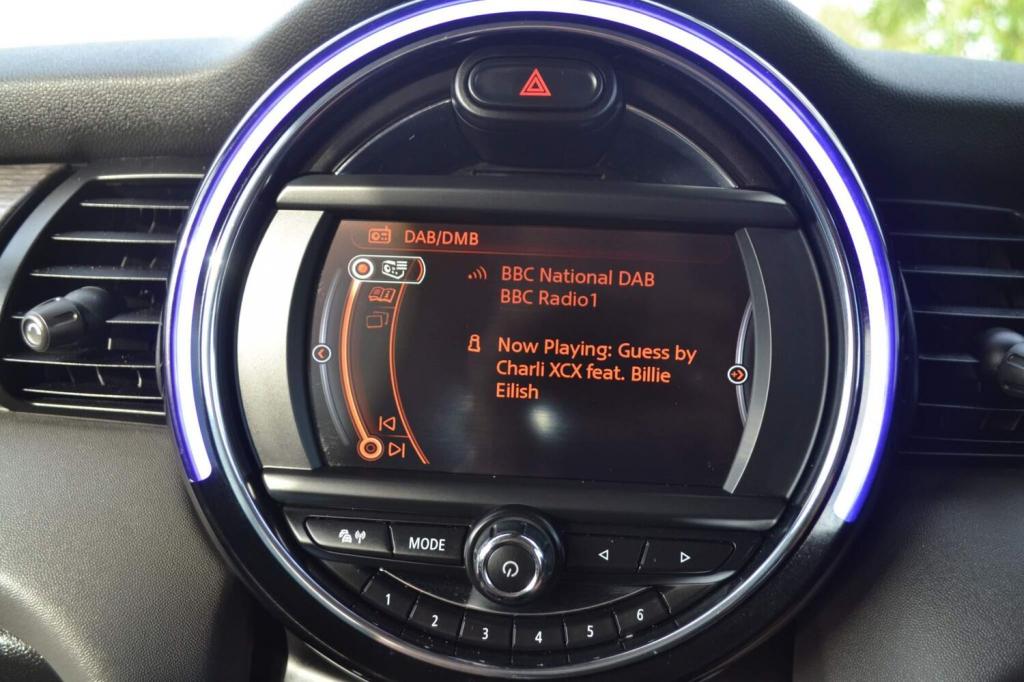 DAB/DMB
BBC National DAB
BBC Radio1
Now Playing: Guess by
Charli XCX feat. Billie
Eilish
MODE
1 2 3 4 5 6